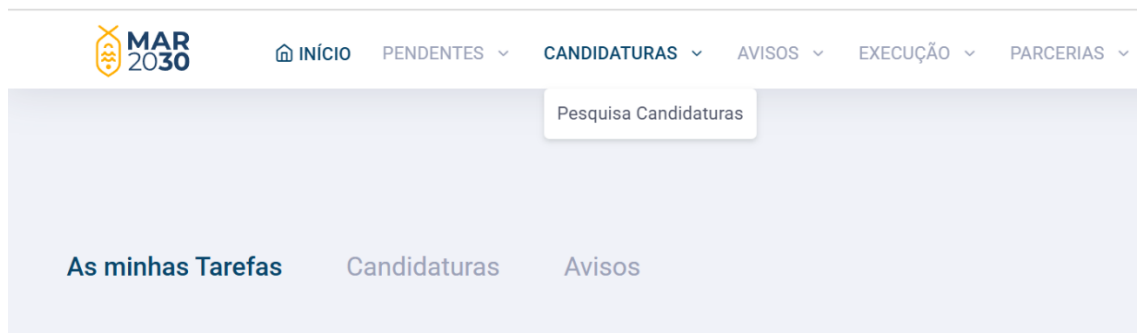 MAR
2030
INÍCIO PENDENTES CANDIDATURAS AVISOS EXECUÇÃO PARCERIAS
Pesquisa Candidaturas
As minhas Tarefas Candidaturas Avisos